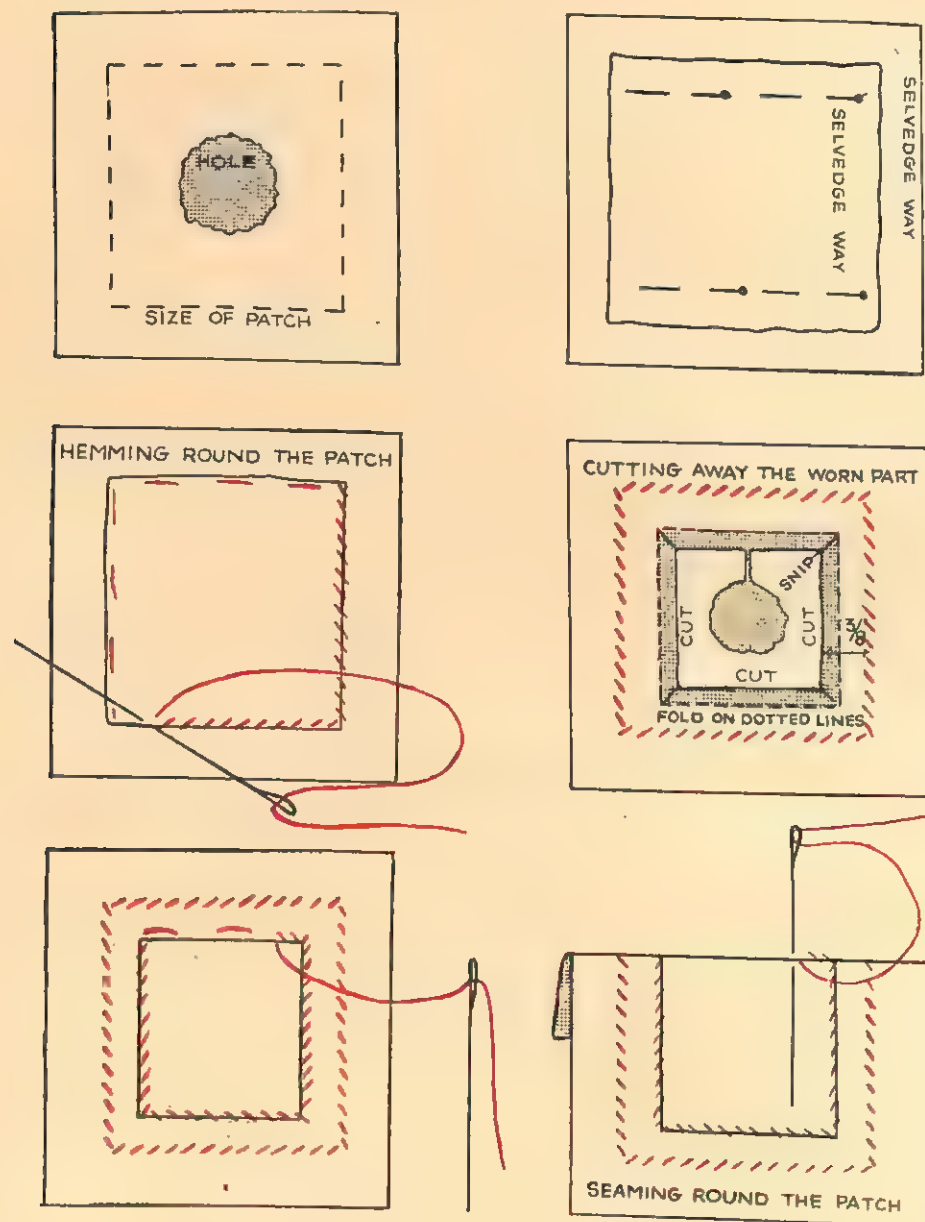 HOLE
SIZE OF PATCH
SELVEDGE WAY
SELVEDGE WAY
HEMMING ROUND THE PATCH
CUTTING AWAY THE WORN PART
SNIP
CUT
CUT
3/8
CUT
FOLD ON DOTTED LINES
SEAMING ROUND THE PATCH